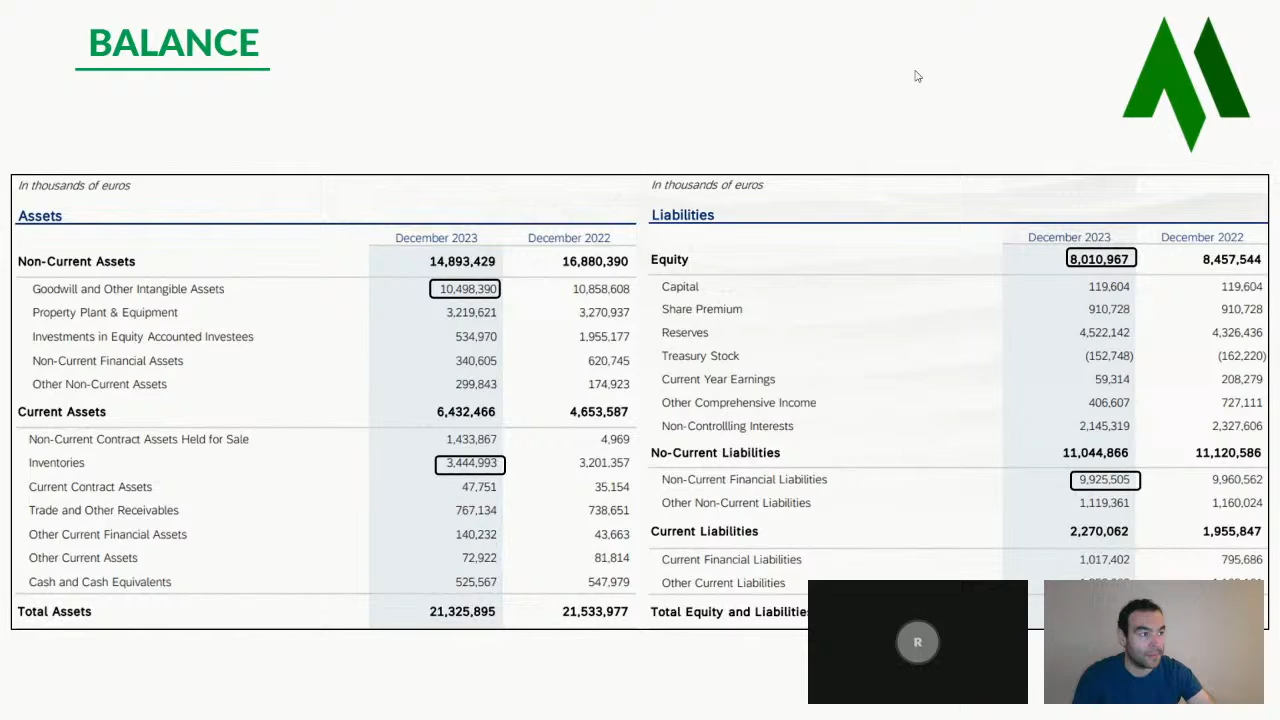 BALANCE
In thousands of euros
Assets
December 2023 December 2022
Non-Current Assets 14,893,429 16,880,390
Goodwill and Other Intangible Assets 10,498,390 10,858,608
Property Plant & Equipment 3,219,621 3,270,937
Investments in Equity Accounted Investees 534,970 1,955,177
Non-Current Financial Assets 340,605 620,745
Other Non-Current Assets 299,843 174,923
Current Assets 6,432,466 4,653,587
Non-Current Contract Assets Held for Sale 1,433,867 4,969
Inventories 3,444,993 3,201,357
Current Contract Assets 47,751 35,154
Trade and Other Receivables 767,134 738,651
Other Current Financial Assets 140,232 43,663
Other Current Assets 72,922 81,814
Cash and Cash Equivalents 525,567 547,979
Total Assets 21,325,895 21,533,977
In thousands of euros
Liabilities
December 2023 December 2022
Equity 8,010,967 8,457,544
Capital 119,604 119,604
Share Premium 910,728 910,728
Reserves 4,522,142 4,326,436
Treasury Stock (152,748) (162,220)
Current Year Earnings 59,314 208,279
Other Comprehensive Income 406,607 727,111
Non-Controllling Interests 2,145,319 2,327,606
No-Current Liabilities 11,044,866 11,120,586
Non-Current Financial Liabilities 9,925,505 9,960,562
Other Non-Current Liabilities 1,119,361 1,160,024
Current Liabilities 2,270,062 1,955,847
Current Financial Liabilities 1,017,402 795,686
Other Current Liabilities
Total Equity and Liabilities
R